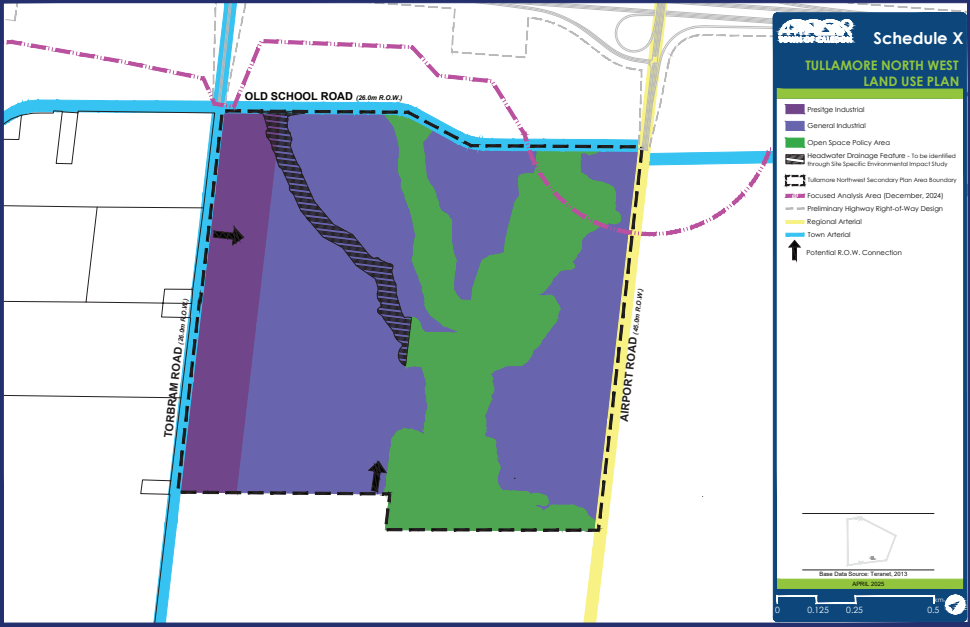 Schedule X
TULLAMORE NORTH WEST
LAND USE PLAN
OLD SCHOOL ROAD (26.0m R.O.W.)
TORBRAM ROAD (26.0m R.O.W.)
AIRPORT ROAD (45.0m R.O.W.)
Presitge Industrial
General Industrial
Open Space Policy Area
Headwater Drainage Feature - To be identified
through Site Specific Environmental Impact Study
Tullamore Northwest Secondary Plan Area Boundary
Focused Analysis Area (December, 2024)
Preliminary Highway Right-of-Way Design
Regional Arterial
Town Arterial
Potential R.O.W. Connection
Base Data Source: Teranet, 2013
APRIL 2025
km
0 0.125 0.25 0.5